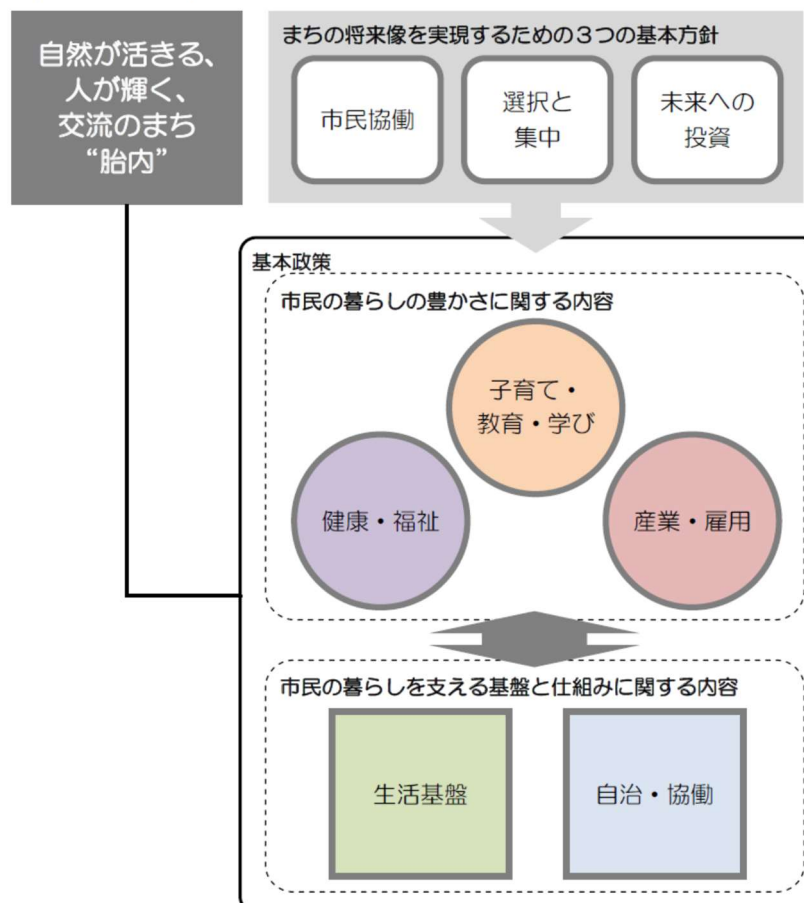 自然が活きる、
人が輝く、
交流のまち
“胎内”
まちの将来像を実現するための３つの基本方針
市民協働
選択と
集中
未来への
投資
基本政策
市民の暮らしの豊かさに関する内容
子育て・
教育・学び
健康・福祉
産業・雇用
市民の暮らしを支える基盤と仕組みに関する内容
生活基盤
自治・協働